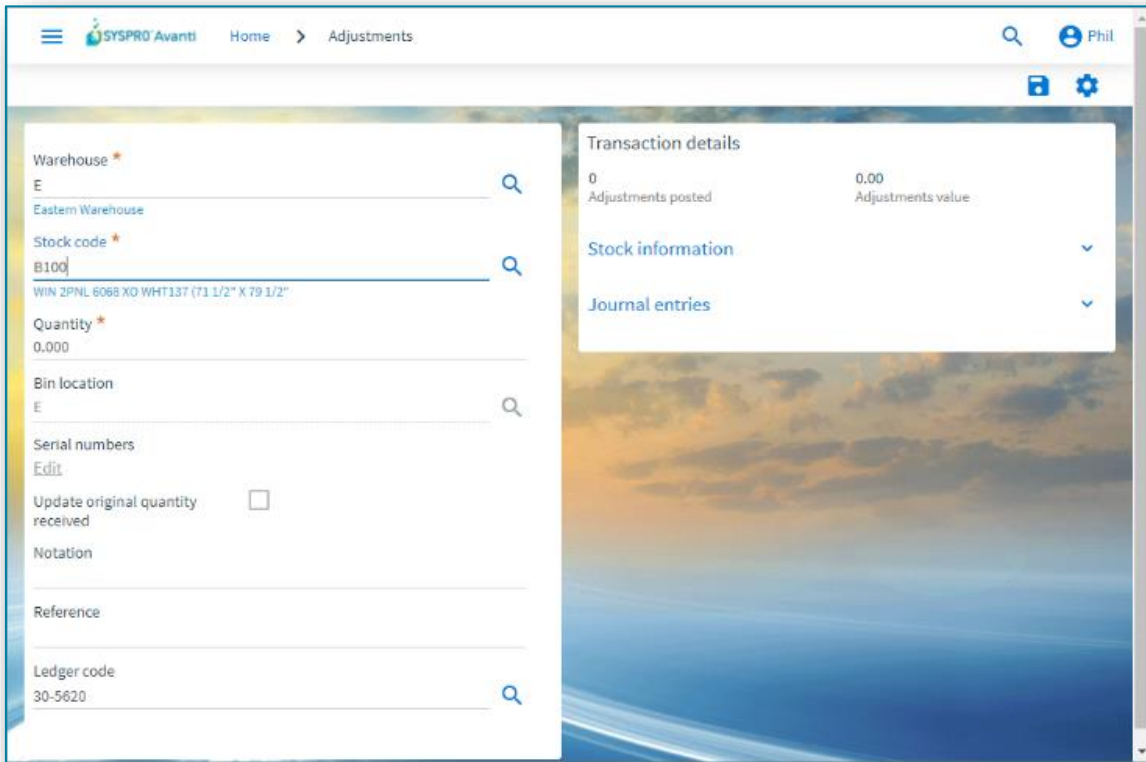 SYSPRO Avanti Home > Adjustments Phil
Warehouse *
E
Eastern Warehouse
Stock code *
B100
WIN 2PNL 6068 XO WHT137 (71 1/2" X 79 1/2"
Quantity *
0.000
Bin location
E
Serial numbers
Edit
Update original quantity
received
Notation
Reference
Ledger code
30-5620
Transaction details
0 0.00
Adjustments posted Adjustments value
Stock information
Journal entries